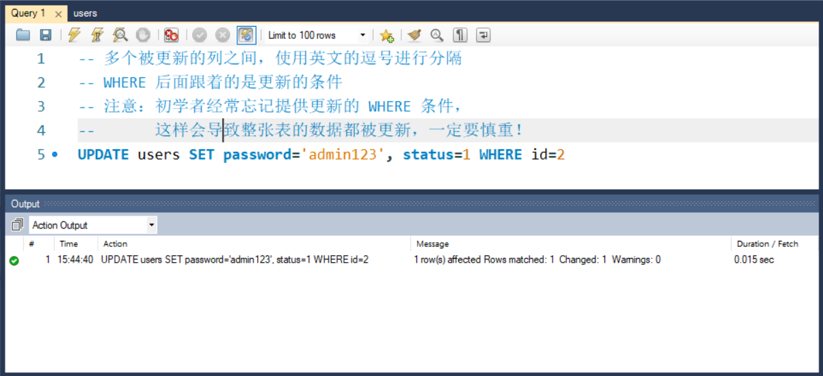 Query 1 users
Limit to 100 rows
1 -- 多个被更新的列之间，使用英文的逗号进行分隔
2 -- WHERE 后面跟着的是更新的条件
3 -- 注意：初学者经常忘记提供更新的 WHERE 条件，
4 -- 这样会导致整张表的数据都被更新，一定要慎重！
5 UPDATE users SET password='admin123', status=1 WHERE id=2
Output
Action Output
# Time Action Message Duration / Fetch
1 15:44:40 UPDATE users SET password='admin123', status=1 WHERE id=2 1 row(s) affected Rows matched: 1 Changed: 1 Warnings: 0 0.015 sec